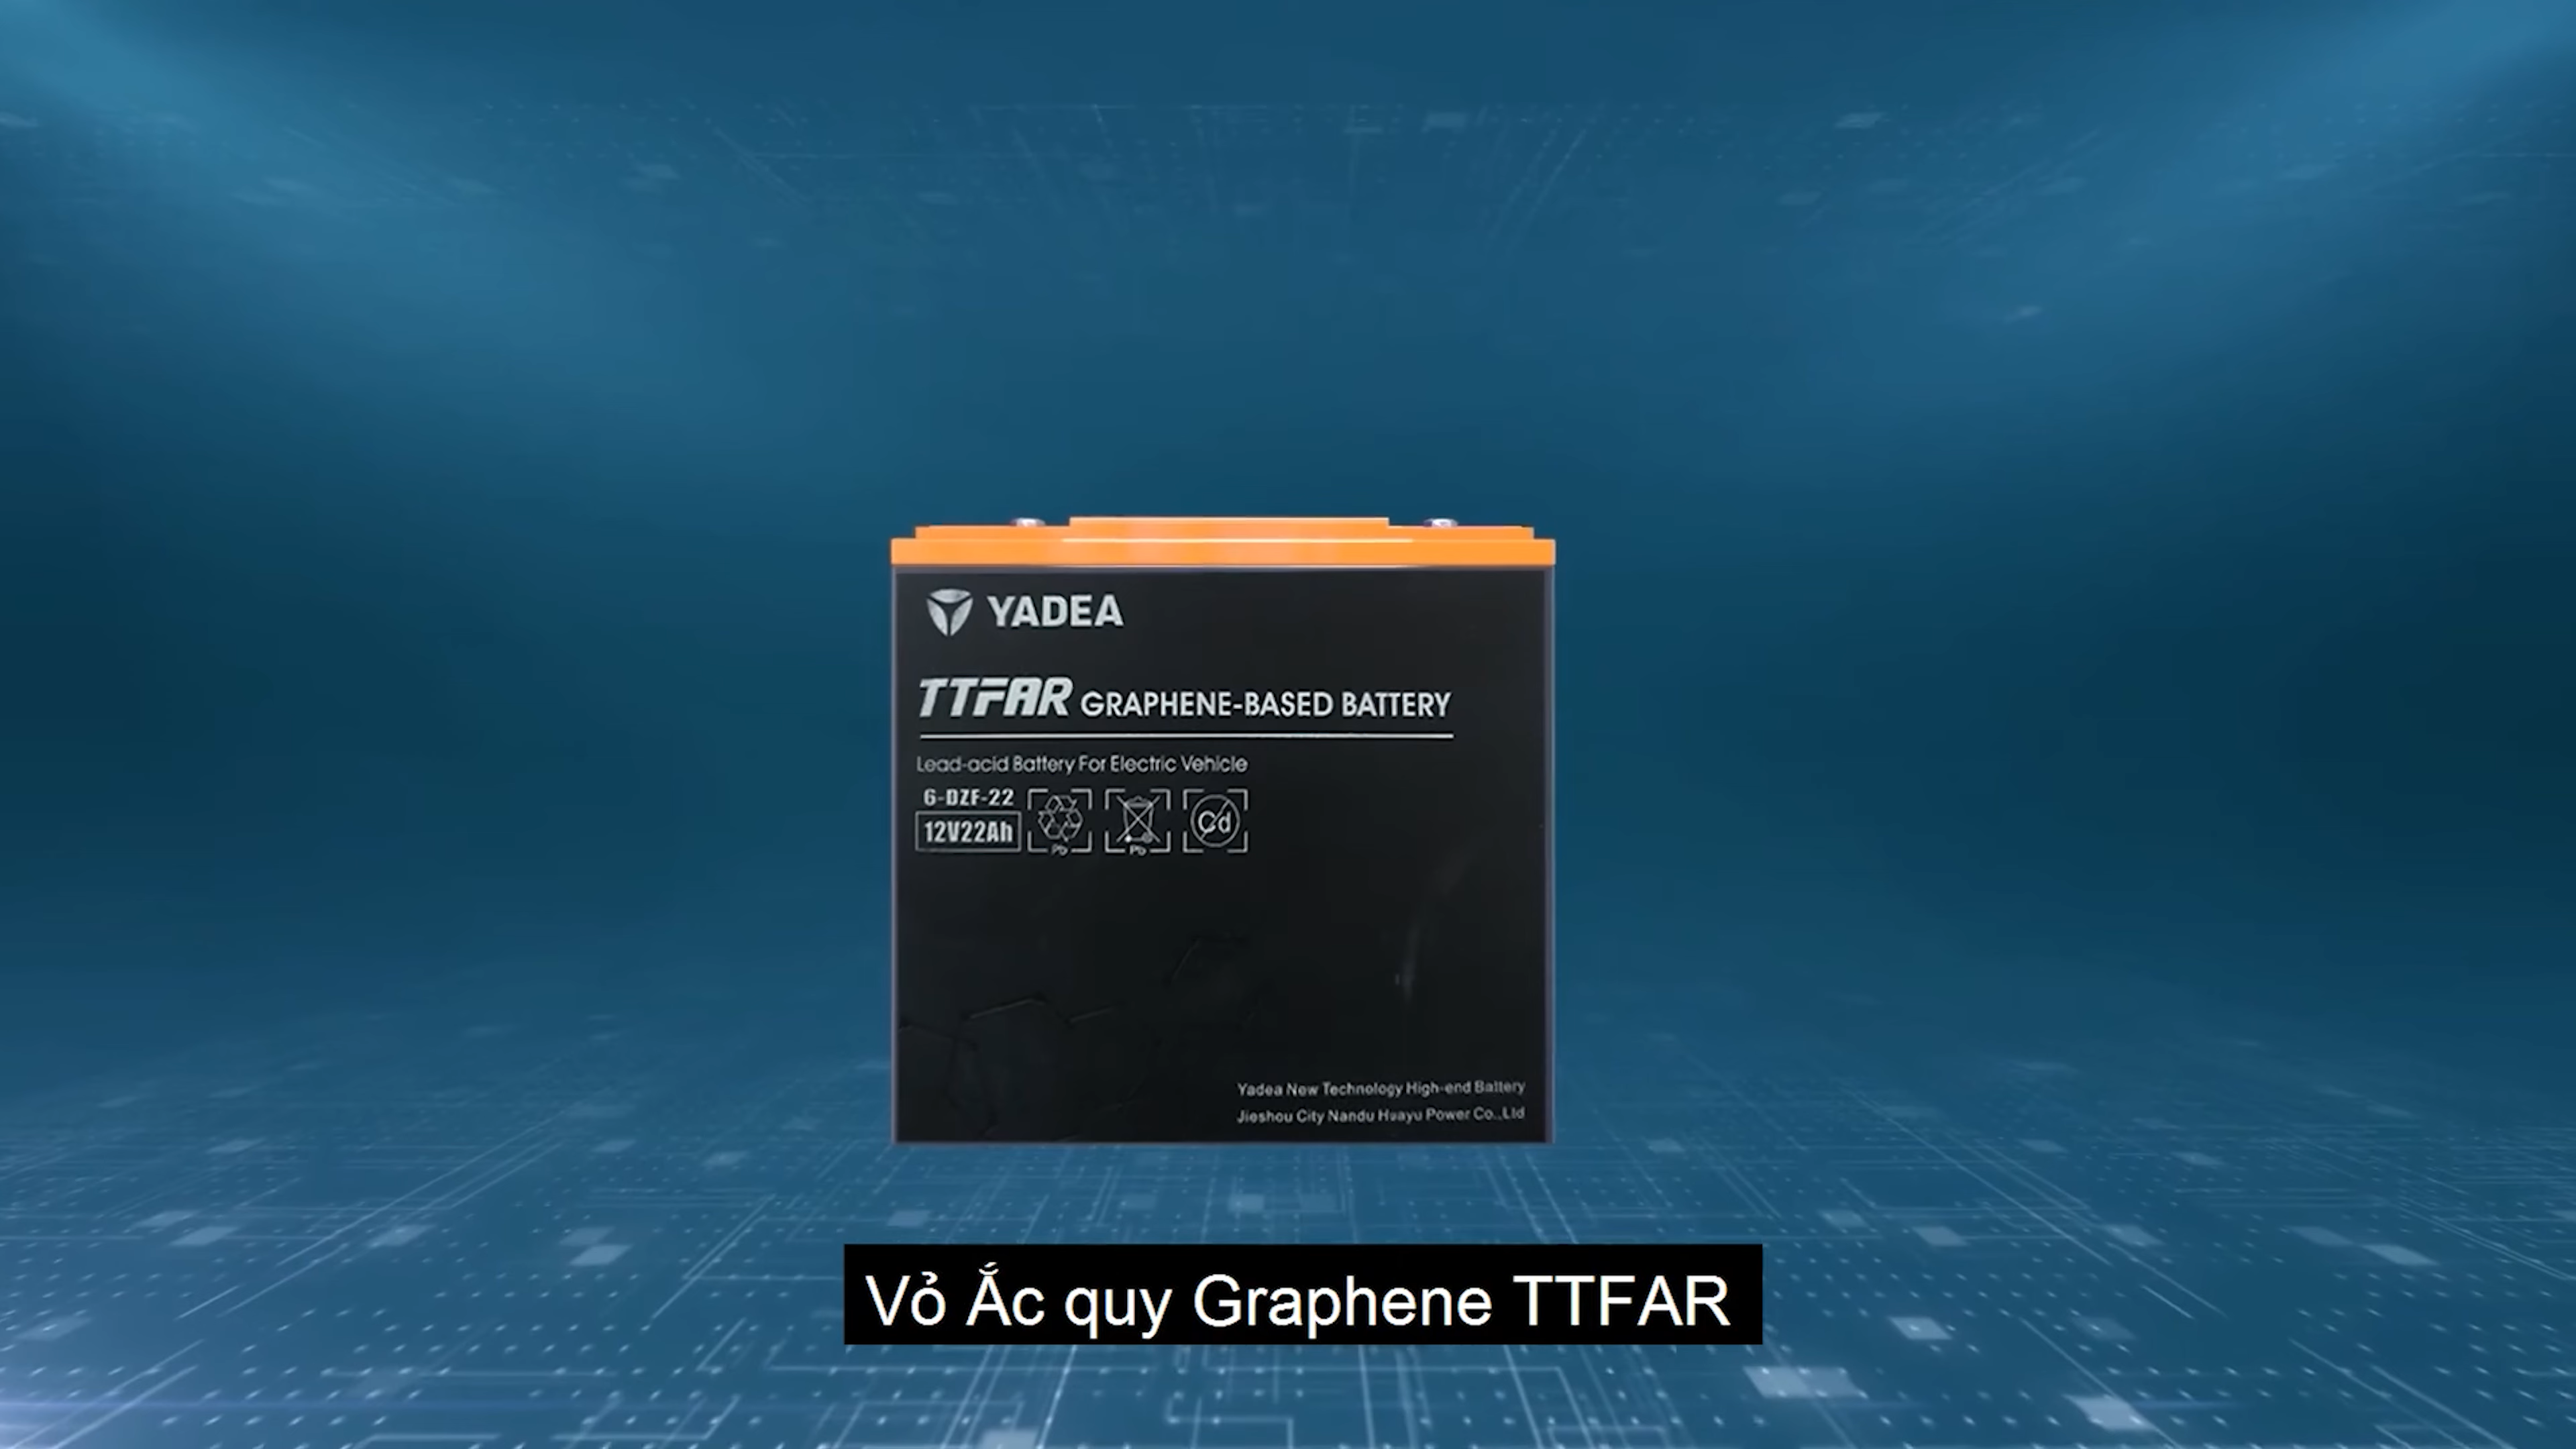 YADEA
TTFAR GRAPHENE-BASED BATTERY
Lead-acid Battery For Electric Vehicle
6-DZF-22
12V22Ah
Pb
Pb
Cd
Yadea New Technology High-end Battery
Jieshou City Nandu Huayu Power Co.,Ltd
Vỏ Ắc quy Graphene TTFAR